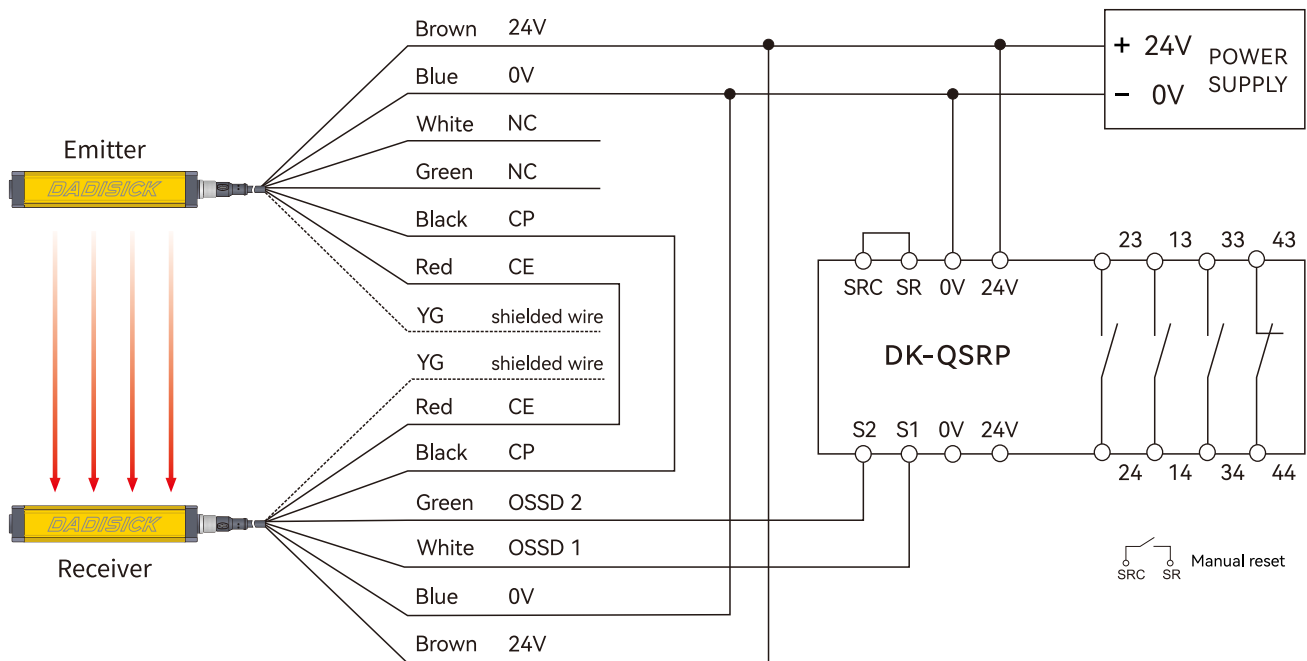 Brown 24V
Blue 0V
White NC
Green NC
Black CP
Red CE
YG shielded wire
YG shielded wire
Red CE
Black CP
Green OSSD 2
White OSSD 1
Blue 0V
Brown 24V
Emitter
DADISICK
DADISICK
Receiver
+ 24V
- 0V
POWER
SUPPLY
23 13 33 43
SRC SR 0V 24V
DK-QSRP
S2 S1 0V 24V
24 14 34 44
SRC SR Manual reset